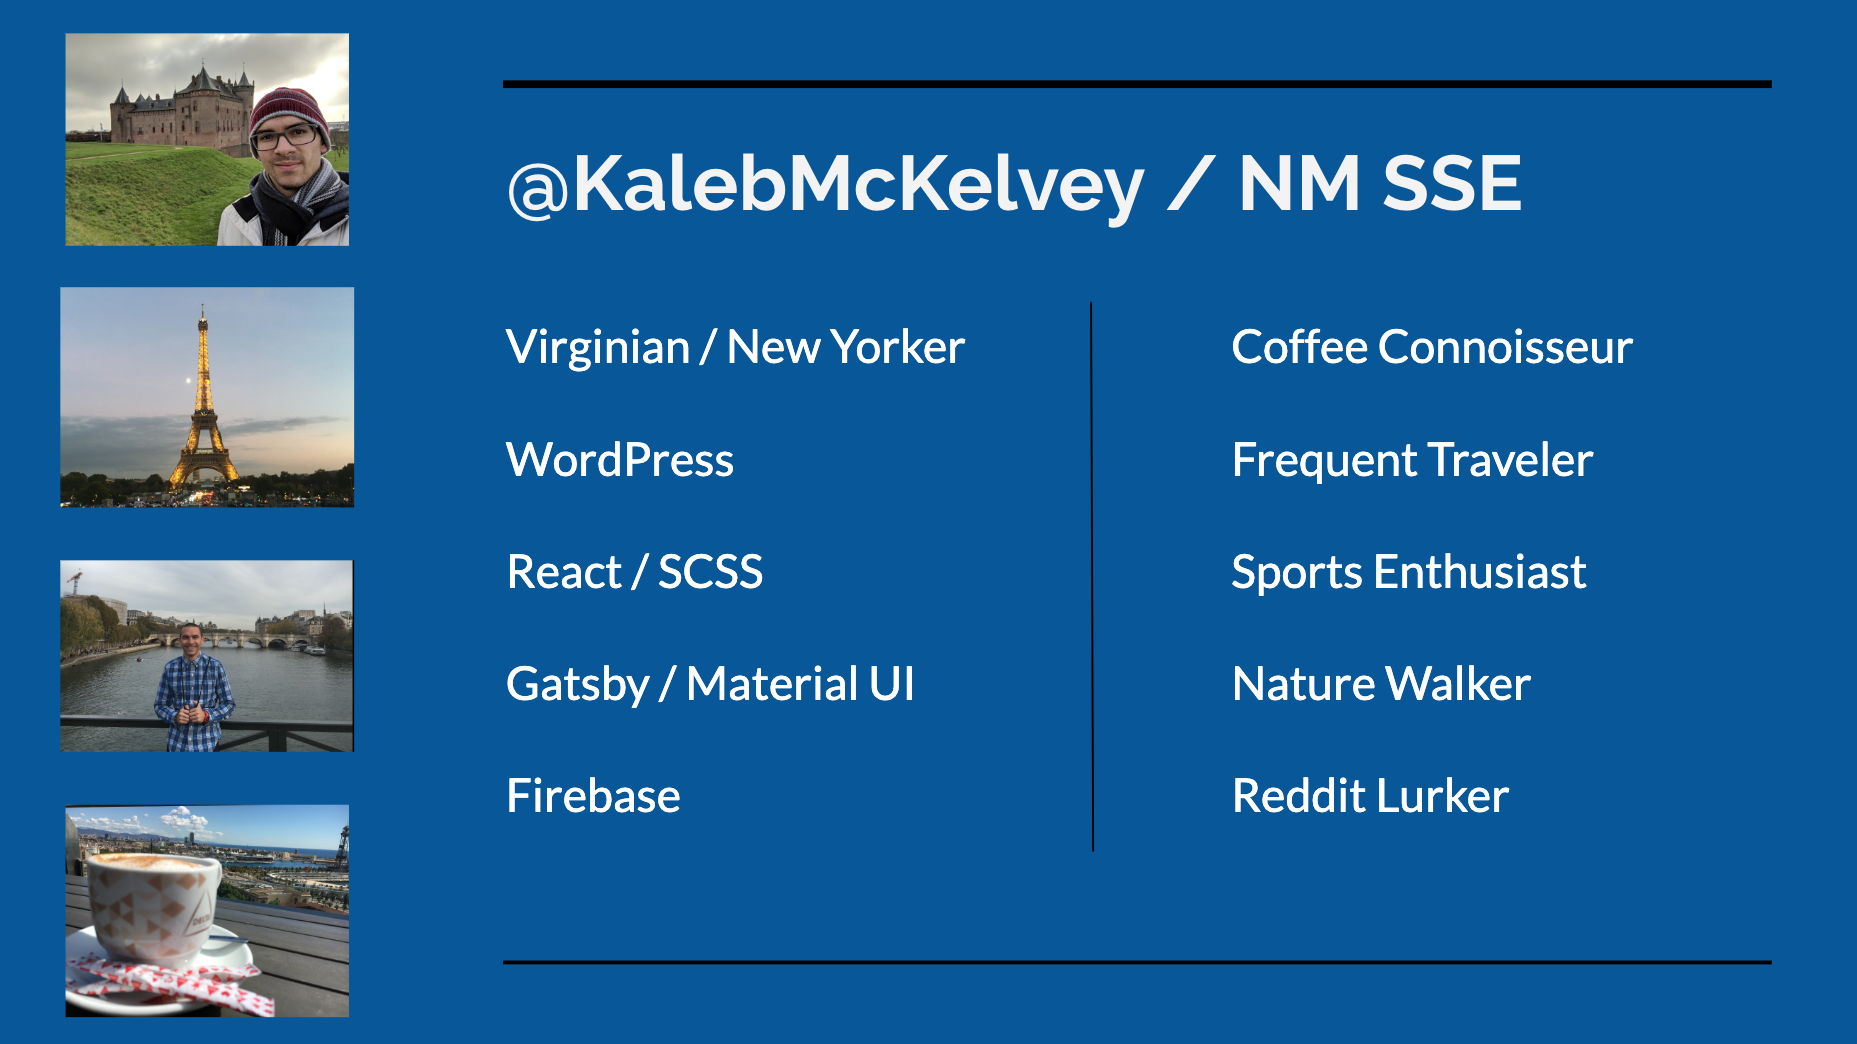 @KalebMcKelvey / NM SSE
Virginian / New Yorker
WordPress
React / SCSS
Gatsby / Material UI
Firebase
Coffee Connoisseur
Frequent Traveler
Sports Enthusiast
Nature Walker
Reddit Lurker